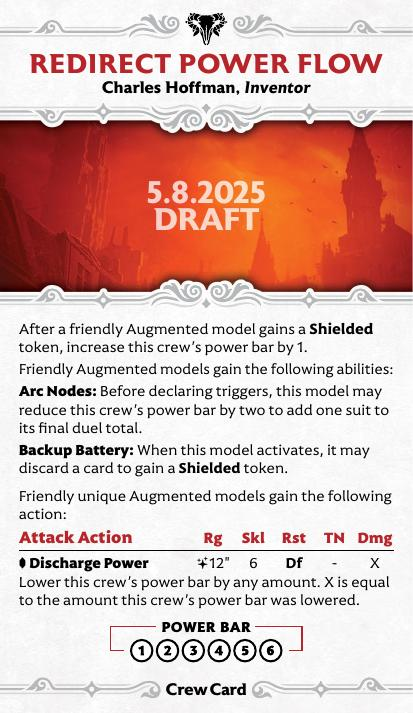 REDIRECT POWER FLOW
Charles Hoffman, Inventor
5.8.2025
DRAFT
After a friendly Augmented model gains a Shielded
token, increase this crew's power bar by 1.
Friendly Augmented models gain the following abilities:
Arc Nodes: Before declaring triggers, this model may
reduce this crew's power bar by two to add one suit to
its final duel total.
Backup Battery: When this model activates, it may
discard a card to gain a Shielded token.
Friendly unique Augmented models gain the following
action:
Attack Action Rg Skl Rst TN Dmg
Discharge Power 12" 6 Df - X
Lower this crew's power bar by any amount. X is equal
to the amount this crew's power bar was lowered.
POWER BAR
1 2 3 4 5 6
Crew Card